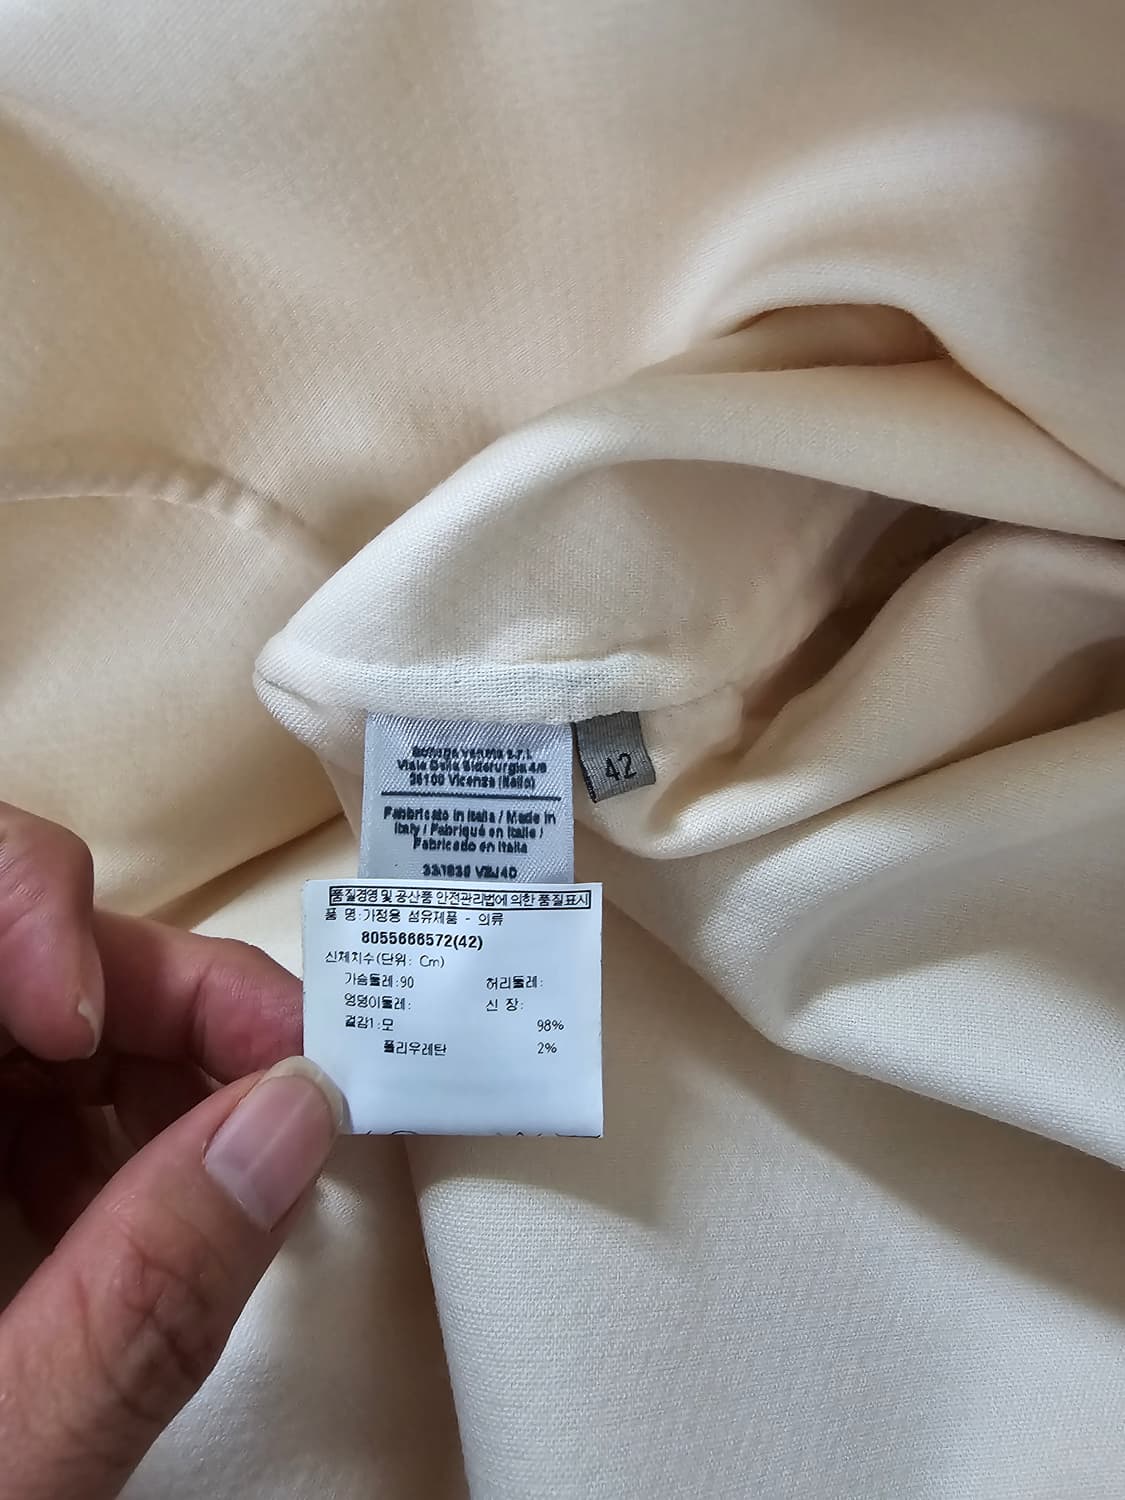 Bottega Veneta s.r.l.
Viale Della Siderurgia 4/6
36100 Vicenza (Italia)
Fabbricato in Italia / Made in
Italy / Fabriqué en Italie /
Fabricado en Italia
42
품질경영 및 공산품 안전관리법에 의한 품질표시
품 명:가정용 섬유제품 - 의류
8055666572(42)
신체치수(단위: Cm)
가슴둘레:90 허리둘레:
엉덩이둘레: 신 장:
겉감1:모 98%
폴리우레탄 2%